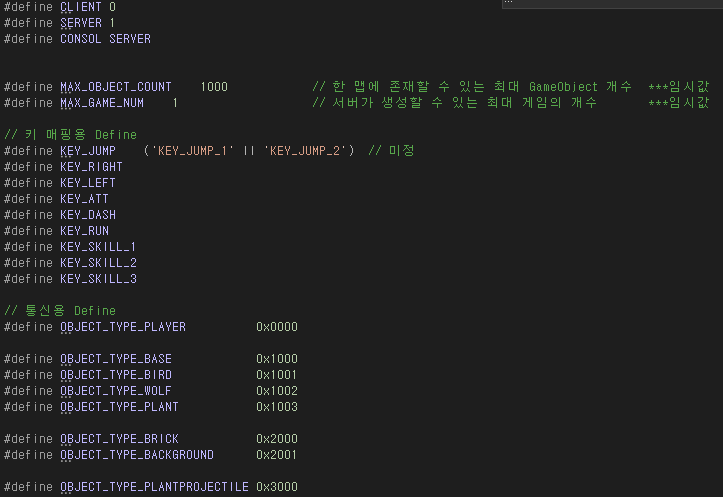 #define CLIENT 0
#define SERVER 1
#define CONSOL SERVER
#define MAX_OBJECT_COUNT 1000 // 한 맵에 존재할 수 있는 최대 GameObject 개수 ***임시값
#define MAX_GAME_NUM 1 // 서버가 생성할 수 있는 최대 게임의 개수 ***임시값
// 키 매핑용 Define
#define KEY_JUMP ('KEY_JUMP_1' || 'KEY_JUMP_2') // 미정
#define KEY_RIGHT
#define KEY_LEFT
#define KEY_ATT
#define KEY_DASH
#define KEY_RUN
#define KEY_SKILL_1
#define KEY_SKILL_2
#define KEY_SKILL_3
// 통신용 Define
#define OBJECT_TYPE_PLAYER 0x0000
#define OBJECT_TYPE_BASE 0x1000
#define OBJECT_TYPE_BIRD 0x1001
#define OBJECT_TYPE_WOLF 0x1002
#define OBJECT_TYPE_PLANT 0x1003
#define OBJECT_TYPE_BRICK 0x2000
#define OBJECT_TYPE_BACKGROUND 0x2001
#define OBJECT_TYPE_PLANTPROJECTILE 0x3000